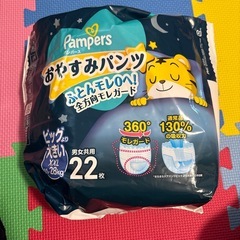 Pampers
パンパース
おやすみパンツ
ふとんモレ0へ!
全方向モレガード
ビッグより
大きい
XXL
28kg
男女共用
22枚
360°
モレガード
通常品
130%
の吸収力